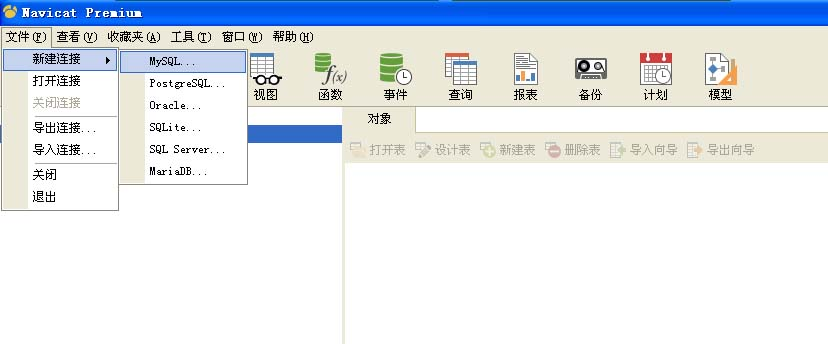 Navicat Premium
文件(F) 查看(V) 收藏夹(A) 工具(T) 窗口(W) 帮助(H)
新建连接
打开连接
关闭连接
导出连接...
导入连接...
关闭
退出
MySQL...
PostgreSQL...
Oracle...
SQLite...
SQL Server...
MariaDB...
视图 函数 事件 查询 报表 备份 计划 模型
对象
打开表 设计表 新建表 删除表 导入向导 导出向导